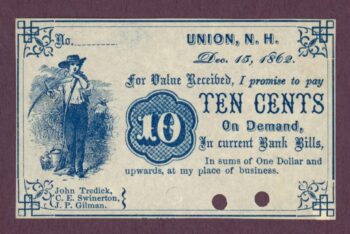 No.
UNION, N. H.
Dec. 15, 1862.
For Value Received, I promise to pay
10
TEN CENTS
On Demand,
In current Bank Bills,
In sums of One Dollar and
upwards, at my place of business.
John Tredick,
C. E. Swinerton,
J. P. Gilman.